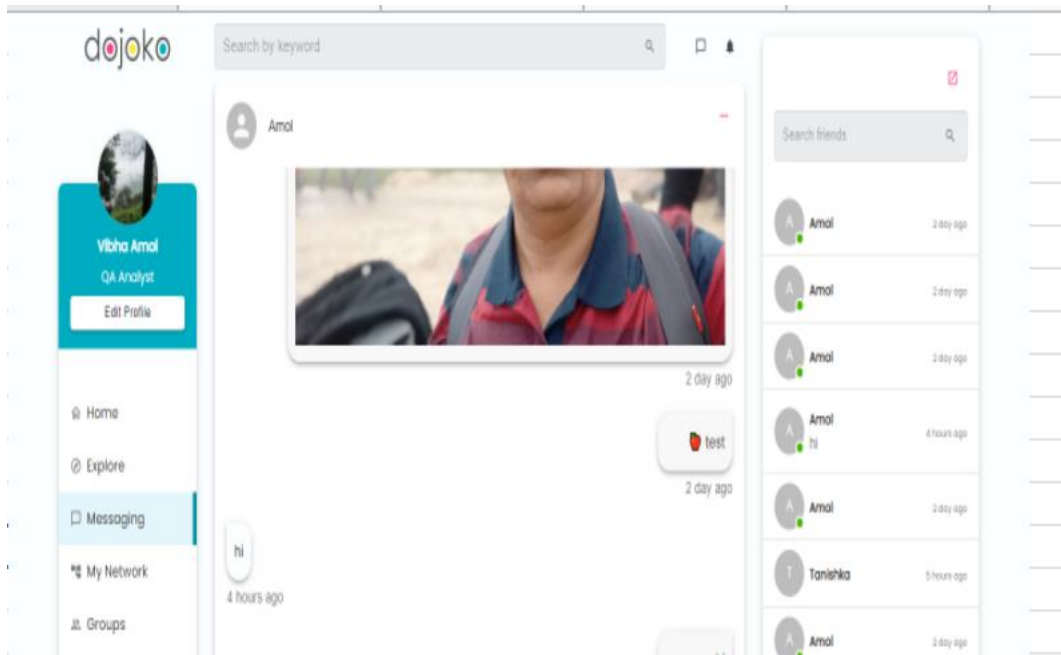 dojoko
Search by keyword
Vibha Amol
QA Analyst
Edit Profile
Home
Explore
Messaging
My Network
Groups
Amol
2 day ago
test
2 day ago
hi
4 hours ago
Search friends
A Amol 2 day ago
A Amol 2 day ago
A Amol 2 day ago
A Amol 4 hours ago
hi
A Amol 2 day ago
T Tanishka 5 hours ago
A Amol 2 day ago